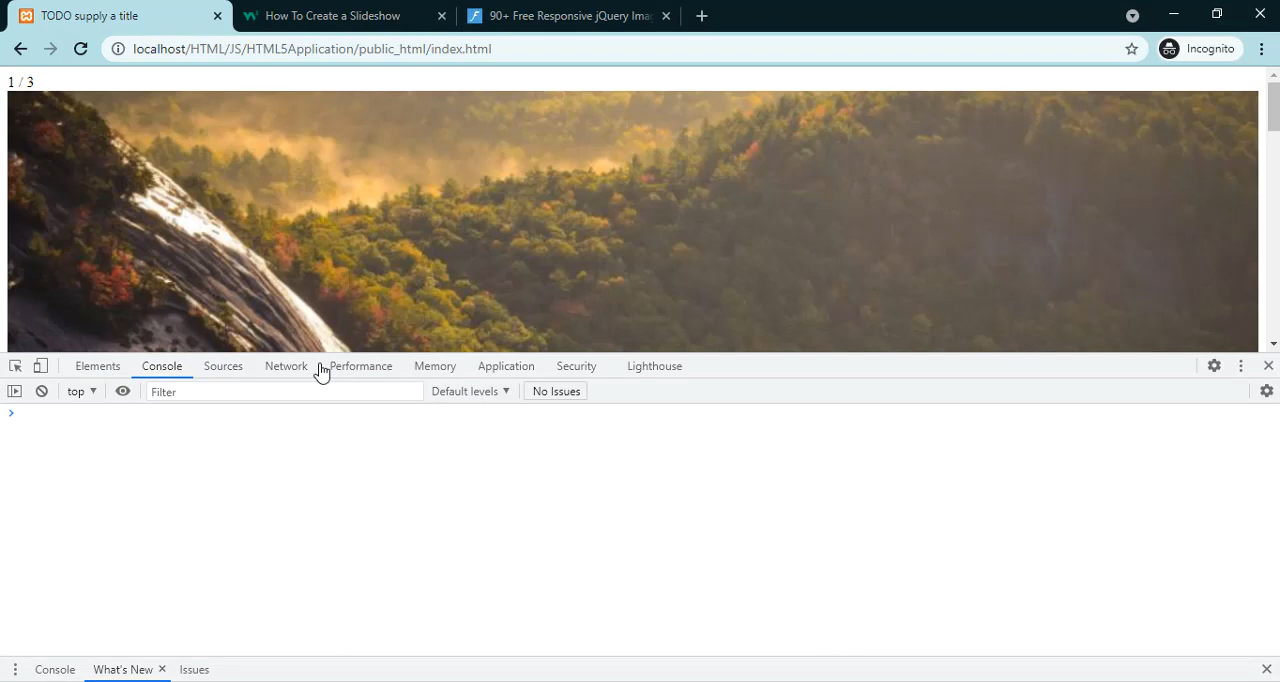 TODO supply a title
How To Create a Slideshow
90+ Free Responsive jQuery Ima
localhost/HTML/JS/HTML5Application/public_html/index.html
Incognito
1 / 3
Elements Console Sources Network Performance Memory Application Security Lighthouse
top Filter Default levels No Issues
Console What's New Issues